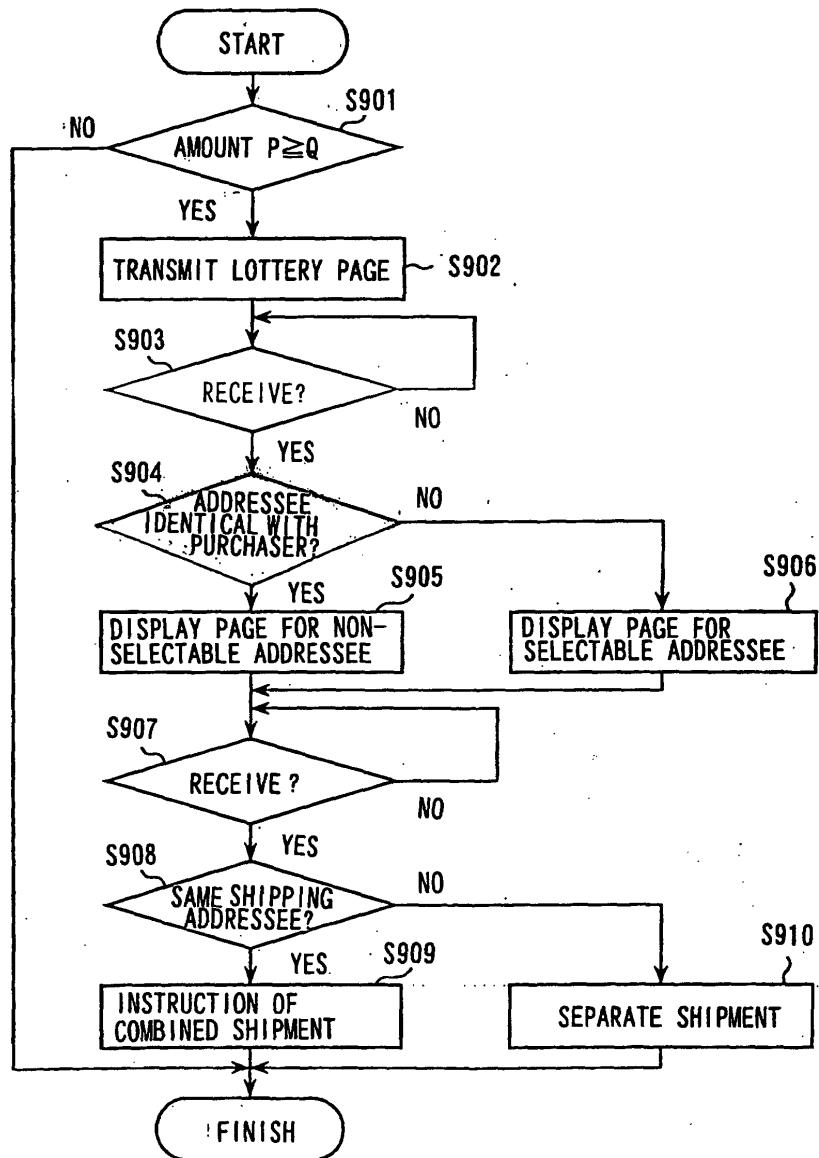 START
S901
NO
AMOUNT P≧Q
YES
TRANSMIT LOTTERY PAGE
S902
S903
RECEIVE?
NO
YES
S904
ADDRESSEE
IDENTICAL WITH
PURCHASER?
NO
YES
S905
S906
DISPLAY PAGE FOR NON-
SELECTABLE ADDRESSEE
DISPLAY PAGE FOR
SELECTABLE ADDRESSEE
S907
RECEIVE?
NO
YES
S908
SAME SHIPPING
ADDRESSEE?
NO
YES
S909
S910
INSTRUCTION OF
COMBINED SHIPMENT
SEPARATE SHIPMENT
FINISH